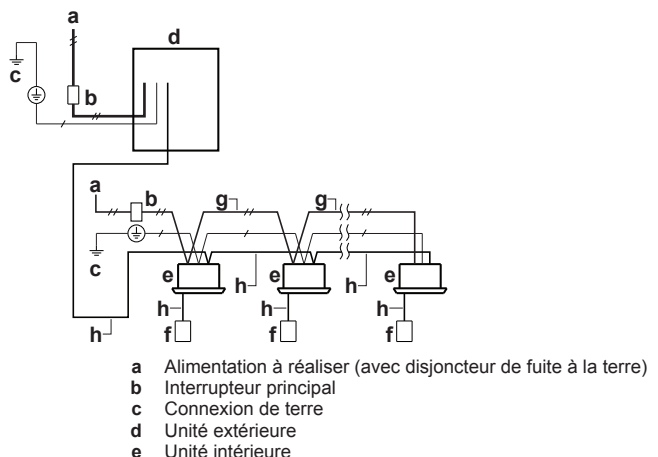 a
d
c
b
a
b
g
g
c
e
h
e
h
h
e
h
h
h
h
f
f
f
a Alimentation à réaliser (avec disjoncteur de fuite à la terre)
b Interrupteur principal
c Connexion de terre
d Unité extérieure
e Unité intérieure